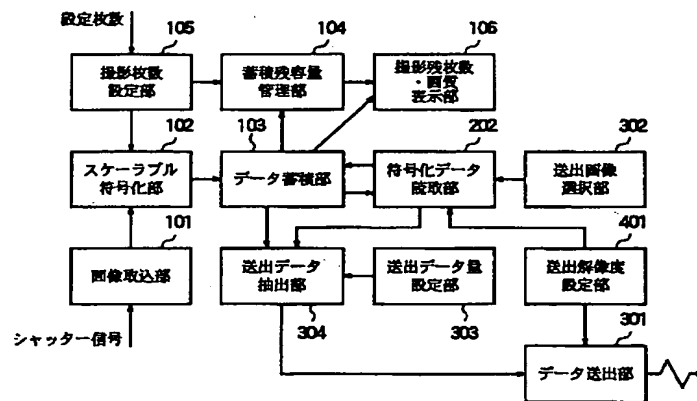 設定枚数
105
撮影枚数
設定部
104
蓄積残容量
管理部
106
撮影残枚数
・画質
表示部
102
スケーラブル
符号化部
103
データ蓄積部
202
符号化データ
読取部
302
送出画像
選択部
101
画像取込部
送出データ
抽出部
304
送出データ量
設定部
303
401
送出解像度
設定部
シャッター信号
301
データ送出部